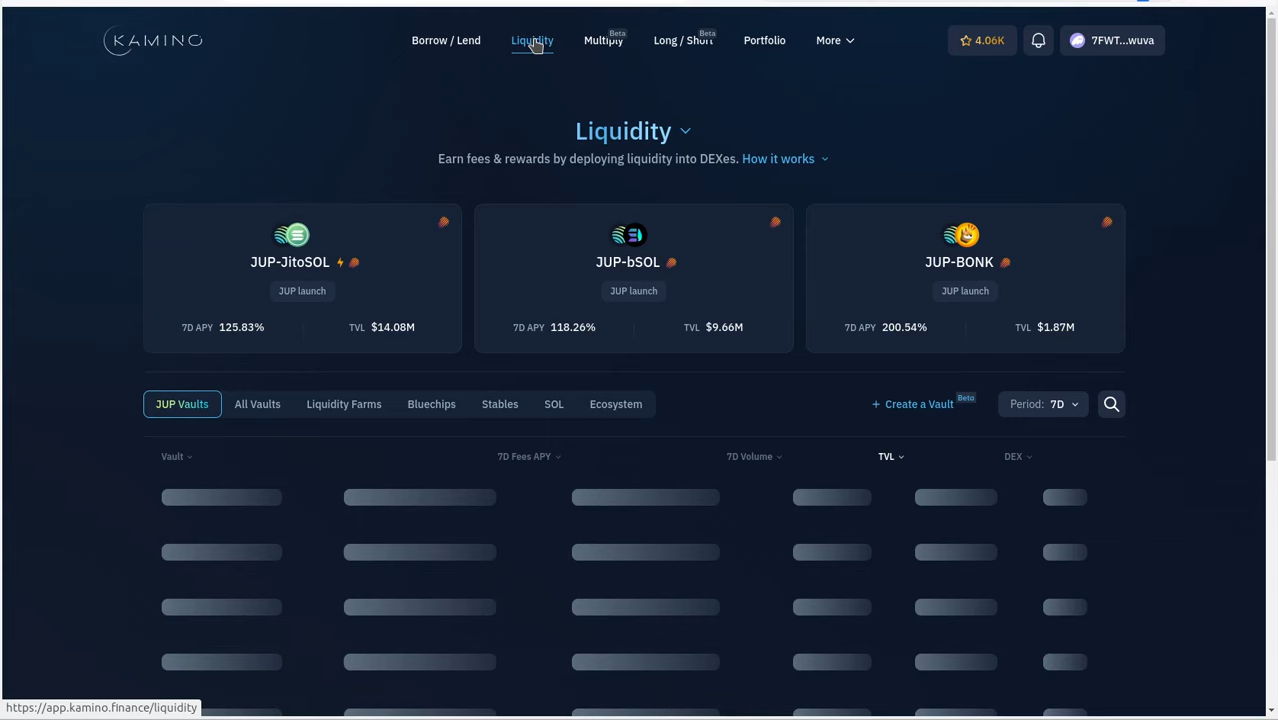 KAMINO
Borrow / Lend
Liquidity
Multiply Beta
Long / Short Beta
Portfolio
More
4.06K
7FWT...wuva
Liquidity
Earn fees & rewards by deploying liquidity into DEXes. How it works
JUP-JitoSOL
JUP launch
7D APY 125.83%
TVL $14.08M
JUP-bSOL
JUP launch
7D APY 118.26%
TVL $9.66M
JUP-BONK
JUP launch
7D APY 200.54%
TVL $1.87M
JUP Vaults
All Vaults
Liquidity Farms
Bluechips
Stables
SOL
Ecosystem
+ Create a Vault Beta
Period: 7D
Vault
7D Fees APY
7D Volume
TVL
DEX
https://app.kamino.finance/liquidity